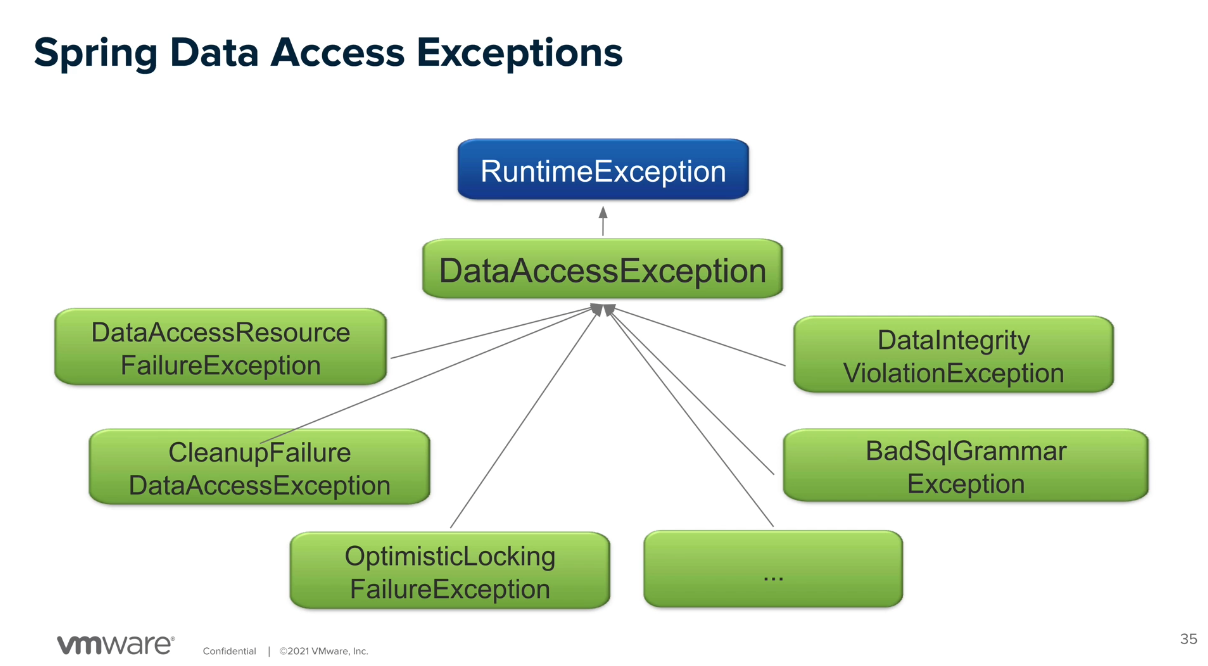 Spring Data Access Exceptions
RuntimeException
DataAccessException
DataAccessResource
FailureException
DataIntegrity
ViolationException
CleanupFailure
DataAccessException
BadSqlGrammar
Exception
OptimisticLocking
FailureException
...
vmware®
Confidential | ©2021 VMware, Inc.
35